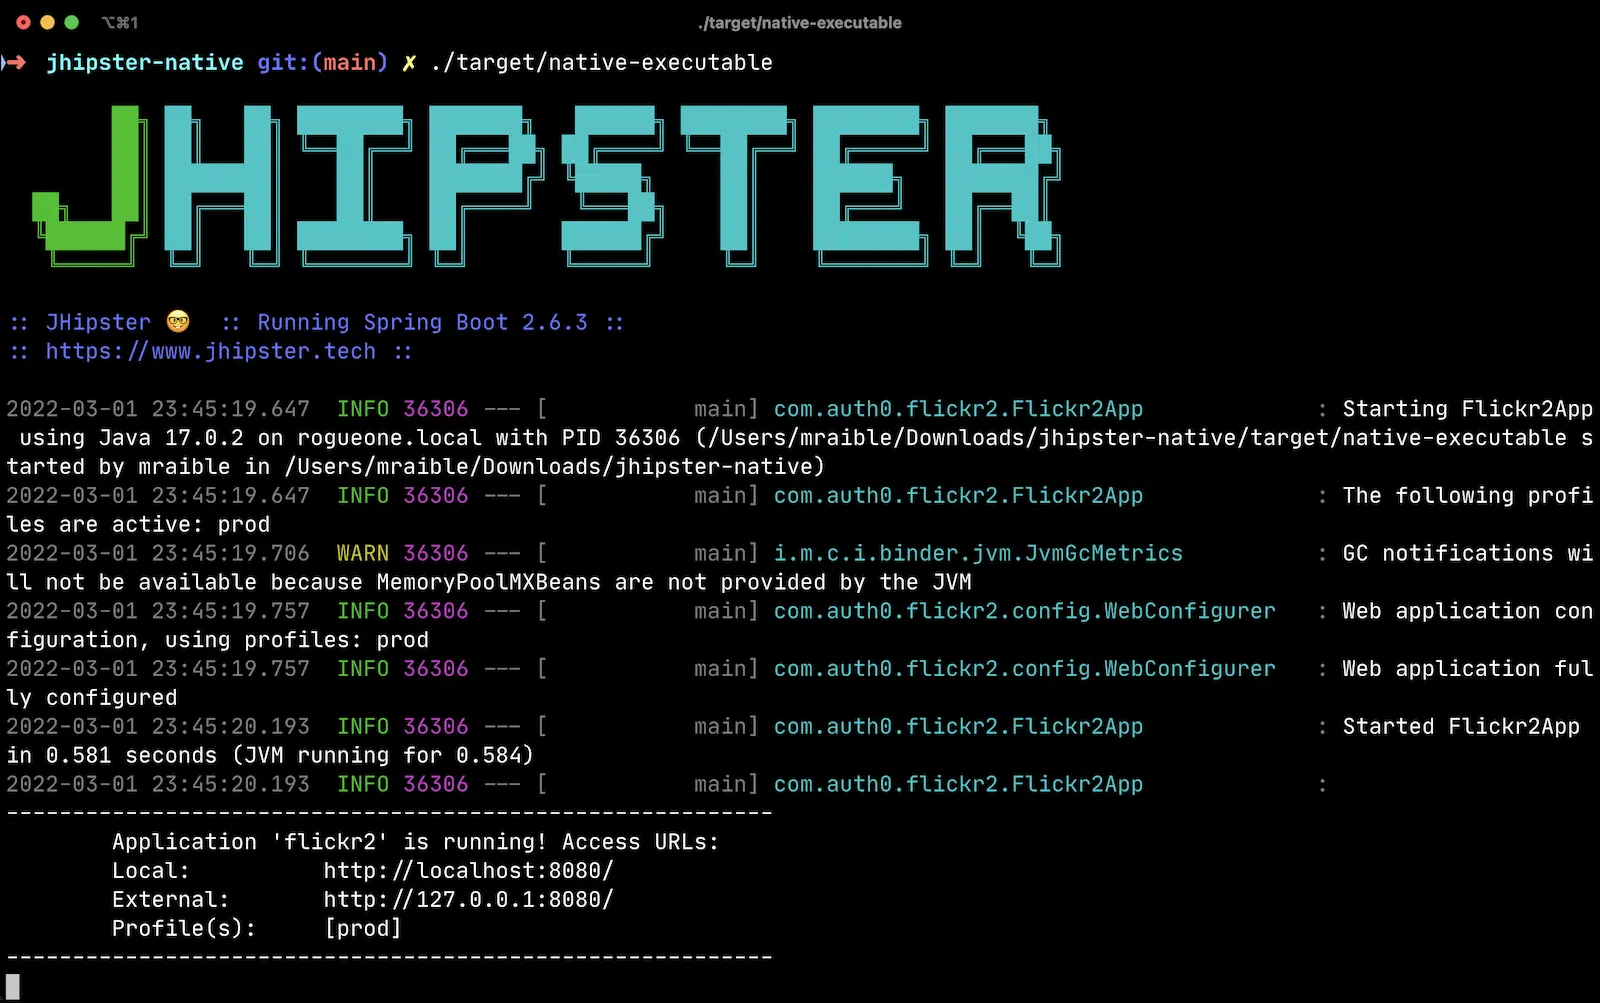 ⌥⌘1 ./target/native-executable
➜ jhipster-native git:(main) ✗ ./target/native-executable
JHIPSTER
:: JHipster 🤓 :: Running Spring Boot 2.6.3 ::
:: https://www.jhipster.tech ::
2022-03-01 23:45:19.647  INFO 36306 --- [           main] com.auth0.flickr2.Flickr2App             : Starting Flickr2App
 using Java 17.0.2 on rogueone.local with PID 36306 (/Users/mraible/Downloads/jhipster-native/target/native-executable s
tarted by mraible in /Users/mraible/Downloads/jhipster-native)
2022-03-01 23:45:19.647  INFO 36306 --- [           main] com.auth0.flickr2.Flickr2App             : The following profi
les are active: prod
2022-03-01 23:45:19.706  WARN 36306 --- [           main] i.m.c.i.binder.jvm.JvmGcMetrics          : GC notifications wi
ll not be available because MemoryPoolMXBeans are not provided by the JVM
2022-03-01 23:45:19.757  INFO 36306 --- [           main] com.auth0.flickr2.config.WebConfigurer   : Web application con
figuration, using profiles: prod
2022-03-01 23:45:19.757  INFO 36306 --- [           main] com.auth0.flickr2.config.WebConfigurer   : Web application ful
ly configured
2022-03-01 23:45:20.193  INFO 36306 --- [           main] com.auth0.flickr2.Flickr2App             : Started Flickr2App
in 0.581 seconds (JVM running for 0.584)
2022-03-01 23:45:20.193  INFO 36306 --- [           main] com.auth0.flickr2.Flickr2App             :
----------------------------------------------------------
        Application 'flickr2' is running! Access URLs:
        Local:          http://localhost:8080/
        External:       http://127.0.0.1:8080/
        Profile(s):     [prod]
----------------------------------------------------------